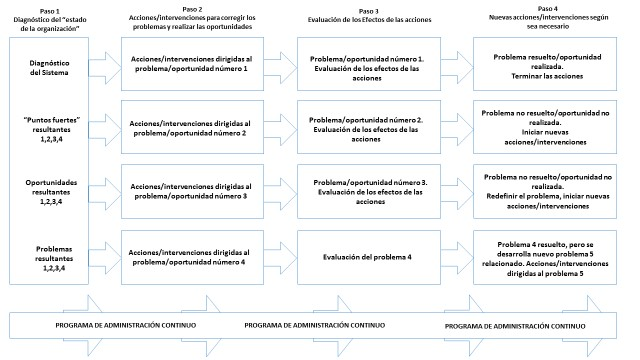 Paso 1
Diagnóstico del "estado
de la organización"
Paso 2
Acciones/intervenciones para corregir los
problemas y realizar las oportunidades
Paso 3
Evaluación de los Efectos de las acciones
Paso 4
Nuevas acciones/intervenciones según
sea necesario
Diagnóstico
del Sistema
Acciones/intervenciones dirigidas al
problema/oportunidad número 1
Problema/oportunidad número 1.
Evaluación de los efectos de las
acciones
Problema resuelto/oportunidad
realizada.
Terminar las acciones
"Puntos fuertes"
resultantes
1,2,3,4
Acciones/intervenciones dirigidas al
problema/oportunidad número 2
Problema/oportunidad número 2.
Evaluación de los efectos de las
acciones
Problema no resuelto/oportunidad no
realizada.
Iniciar nuevas
acciones/intervenciones
Oportunidades
resultantes
1,2,3,4
Acciones/intervenciones dirigidas al
problema/oportunidad número 3
Problema/oportunidad número 3.
Evaluación de los efectos de las
acciones
Problema no resuelto/oportunidad no
realizada.
Redefinir el problema, iniciar nuevas
acciones/intervenciones
Problemas
resultantes
1,2,3,4
Acciones/intervenciones dirigidas al
problema/oportunidad número 4
Evaluación del problema 4
Problema 4 resuelto, pero se
desarrolla nuevo problema 5
relacionado. Acciones/intervenciones
dirigidas al problema 5
PROGRAMA DE ADMINISTRACIÓN CONTINUO
PROGRAMA DE ADMINISTRACIÓN CONTINUO
PROGRAMA DE ADMINISTRACIÓN CONTINUO